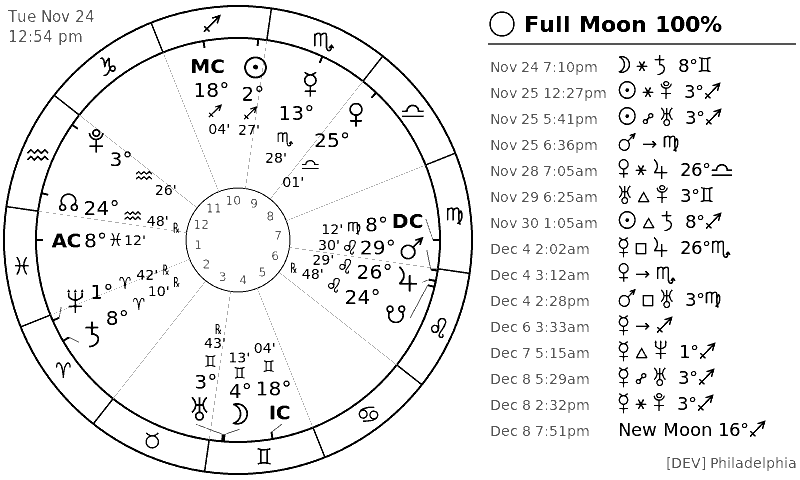 Tue Nov 24
12:54 pm
○ Full Moon 100%
Nov 24 7:10pm ☽ ⚹ ♄ 8°♊
Nov 25 12:27pm ☉ ⚹ ♇ 3°♐
Nov 25 5:41pm ☉ ☍ ♅ 3°♐
Nov 25 6:36pm ♂ → ♍
Nov 28 7:05am ♀ ⚹ ♃ 26°♎
Nov 29 6:25am ♅ △ ♇ 3°♊
Nov 30 1:05am ☉ △ ♄ 8°♐
Dec 4 2:02am ☿ □ ♃ 26°♏
Dec 4 3:12am ♀ → ♏
Dec 4 2:28pm ♂ □ ♅ 3°♍
Dec 6 3:33am ☿ → ♐
Dec 7 5:15am ☿ △ ♆ 1°♐
Dec 8 5:29am ☿ ☍ ♅ 3°♐
Dec 8 2:32pm ☿ ⚹ ♇ 3°♐
Dec 8 7:51pm New Moon 16°♐
[DEV] Philadelphia
♐
♏
♎
♍
♌
♋
♊
♉
♈
♓
♒
♑
MC 18° ♐ 04'
☉ 2° ♐ 27'
☿ 13° ♏ 28'
♀ 25° ♎ 01'
♇ 3° ♒ 26'
☊ 24° ♒ 48' ℞
AC 8° ♓ 12'
♆ 1° ♈ 42' ℞
♄ 8° ♈ 10' ℞
♅ 3° ♊ 43' ℞
☽ 4° ♊ 13'
IC 18° ♊ 04'
DC 8° ♍ 12'
♂ 29° ♌ 30'
♃ 26° ♌ 29'
☋ 24° ♌ 48' ℞
1
2
3
4
5
6
7
8
9
10
11
12